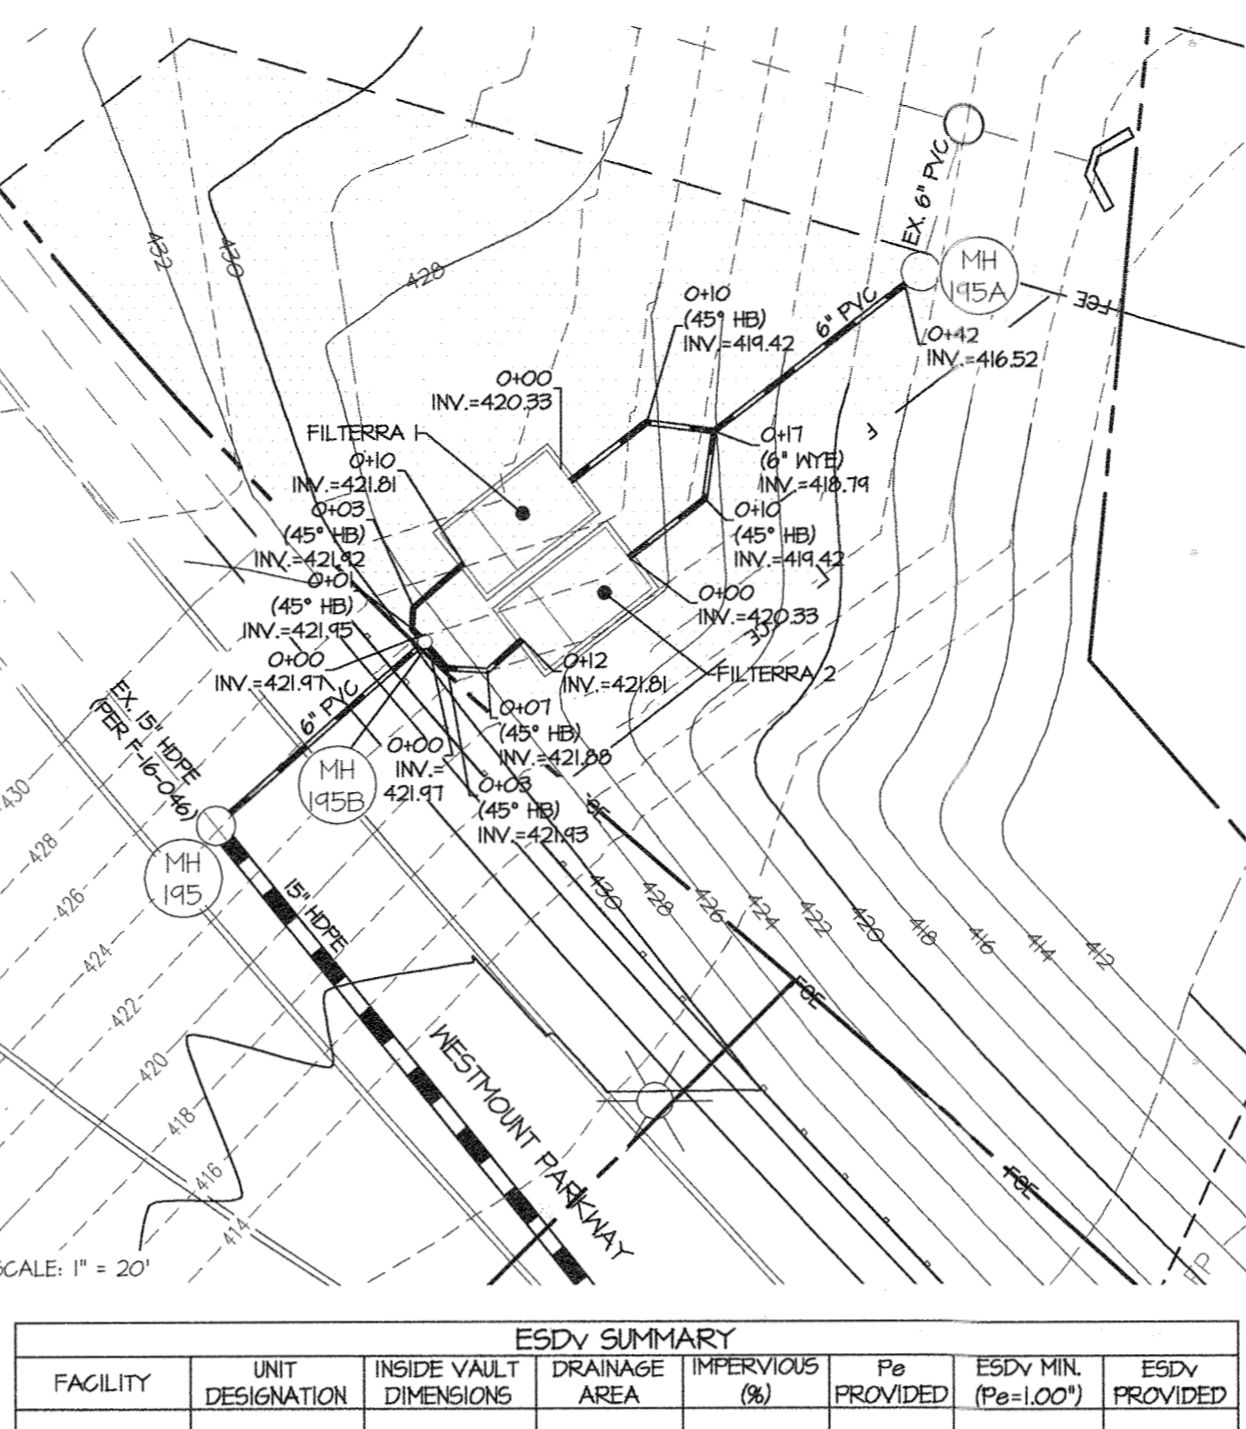 EX. 6" PVC
432
430
428
MH
195A
FCE
0+10
(45° HB)
INV.=419.42
6" PVC
0+42
INV.=416.52
0+00
INV.=420.33
FILTERRA 1
0+10
INV.=421.81
0+17
(6" WYE)
INV.=418.79
0+03
(45° HB)
INV.=421.92
0+10
(45° HB)
INV.=419.42
0+01
(45° HB)
INV.=421.95
0+00
INV.=420.33
0+00
INV.=421.97
0+12
INV.=421.81
FILTERRA 2
6" PVC
EX. 15" HDPE
(PER F-16-046)
0+07
(45° HB)
INV.=421.88
0+00
INV.=
421.97
MH
195B
0+03
(45° HB)
INV.=421.93
MH
195
15" HDPE
430
428
426
424
422
420
418
416
414
430
428
426
424
422
420
418
416
414
412
FCE
FCE
WESTMOUNT PARKWAY
SCALE: 1" = 20'
ESDv SUMMARY
FACILITY
UNIT
DESIGNATION
INSIDE VAULT
DIMENSIONS
DRAINAGE
AREA
IMPERVIOUS
(%)
Pe
PROVIDED
ESDv MIN.
(Pe=1.00")
ESDv
PROVIDED